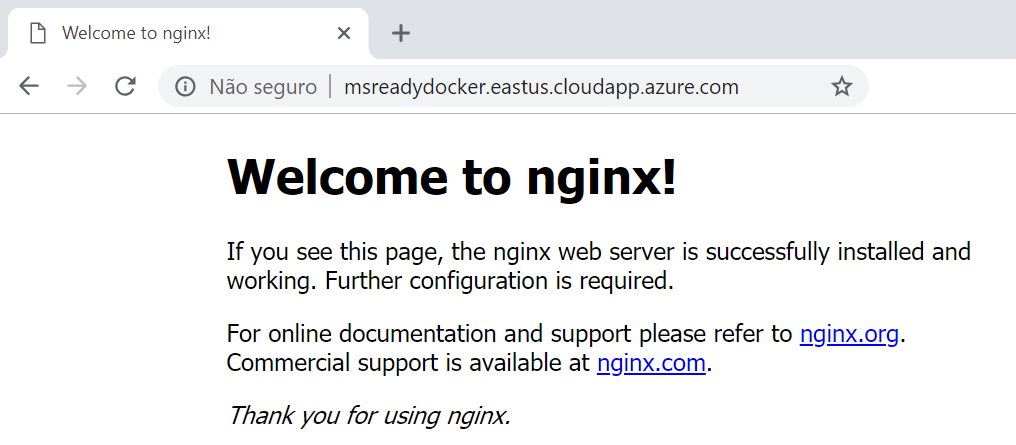 Welcome to nginx!
Não seguro | msreadydocker.eastus.cloudapp.azure.com
Welcome to nginx!
If you see this page, the nginx web server is successfully installed and
working. Further configuration is required.
For online documentation and support please refer to nginx.org.
Commercial support is available at nginx.com.
Thank you for using nginx.